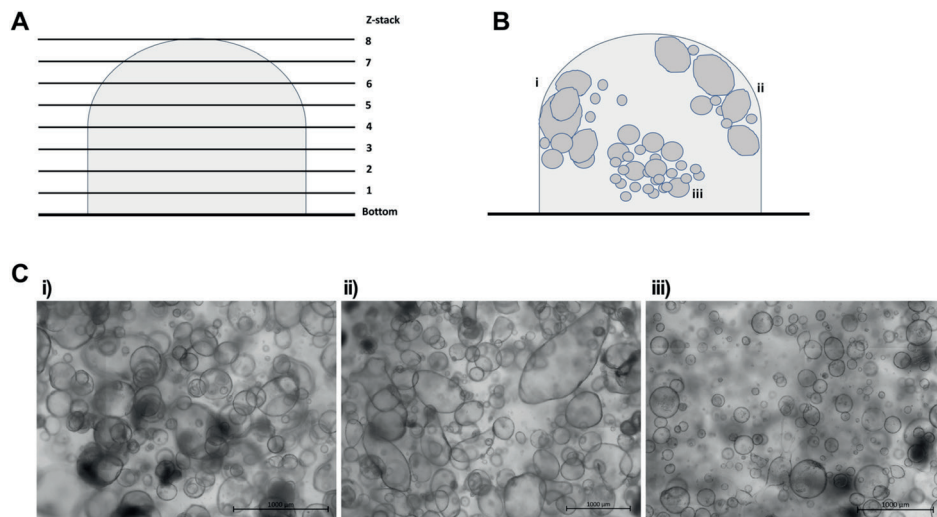 A
Z-stack
8
7
6
5
4
3
2
1
Bottom
B
i
ii
iii
C
i)
ii)
iii)
1000 µm
1000 µm
1000 µm